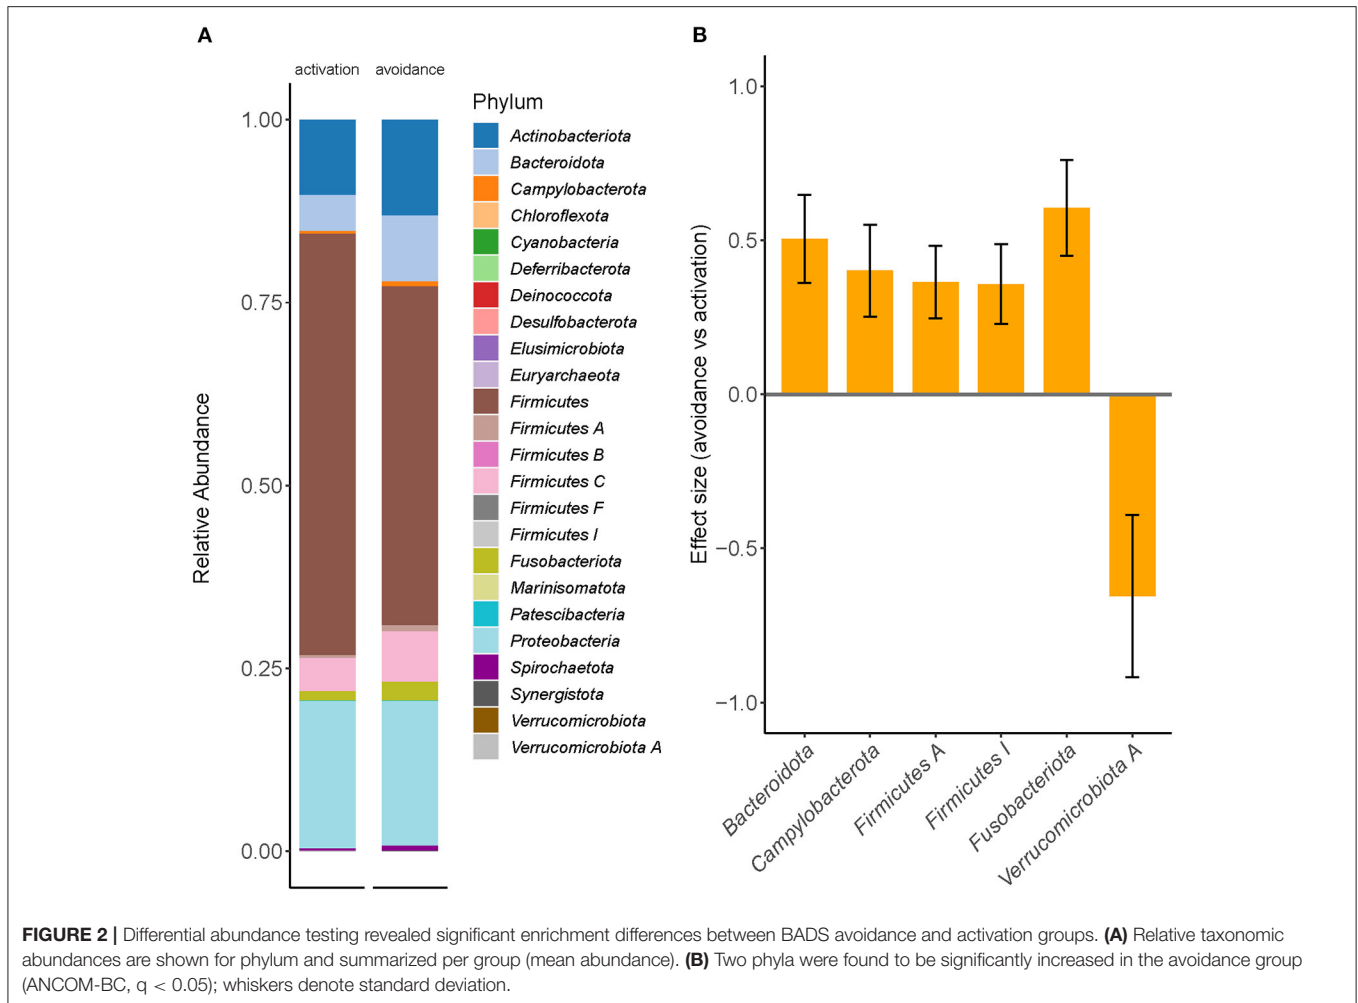 A
activation avoidance
Relative Abundance
1.00
0.75
0.50
0.25
0.00
Phylum
Actinobacteriota
Bacteroidota
Campylobacterota
Chloroflexota
Cyanobacteria
Deferribacterota
Deinococcota
Desulfobacterota
Elusimicrobiota
Euryarchaeota
Firmicutes
Firmicutes A
Firmicutes B
Firmicutes C
Firmicutes F
Firmicutes I
Fusobacteriota
Marinisomatota
Patescibacteria
Proteobacteria
Spirochaetota
Synergistota
Verrucomicrobiota
Verrucomicrobiota A
B
Effect size (avoidance vs activation)
1.0
0.5
0.0
−0.5
−1.0
Bacteroidota
Campylobacterota
Firmicutes A
Firmicutes I
Fusobacteriota
Verrucomicrobiota A
FIGURE 2 | Differential abundance testing revealed significant enrichment differences between BADS avoidance and activation groups. (A) Relative taxonomic
abundances are shown for phylum and summarized per group (mean abundance). (B) Two phyla were found to be significantly increased in the avoidance group
(ANCOM-BC, q < 0.05); whiskers denote standard deviation.